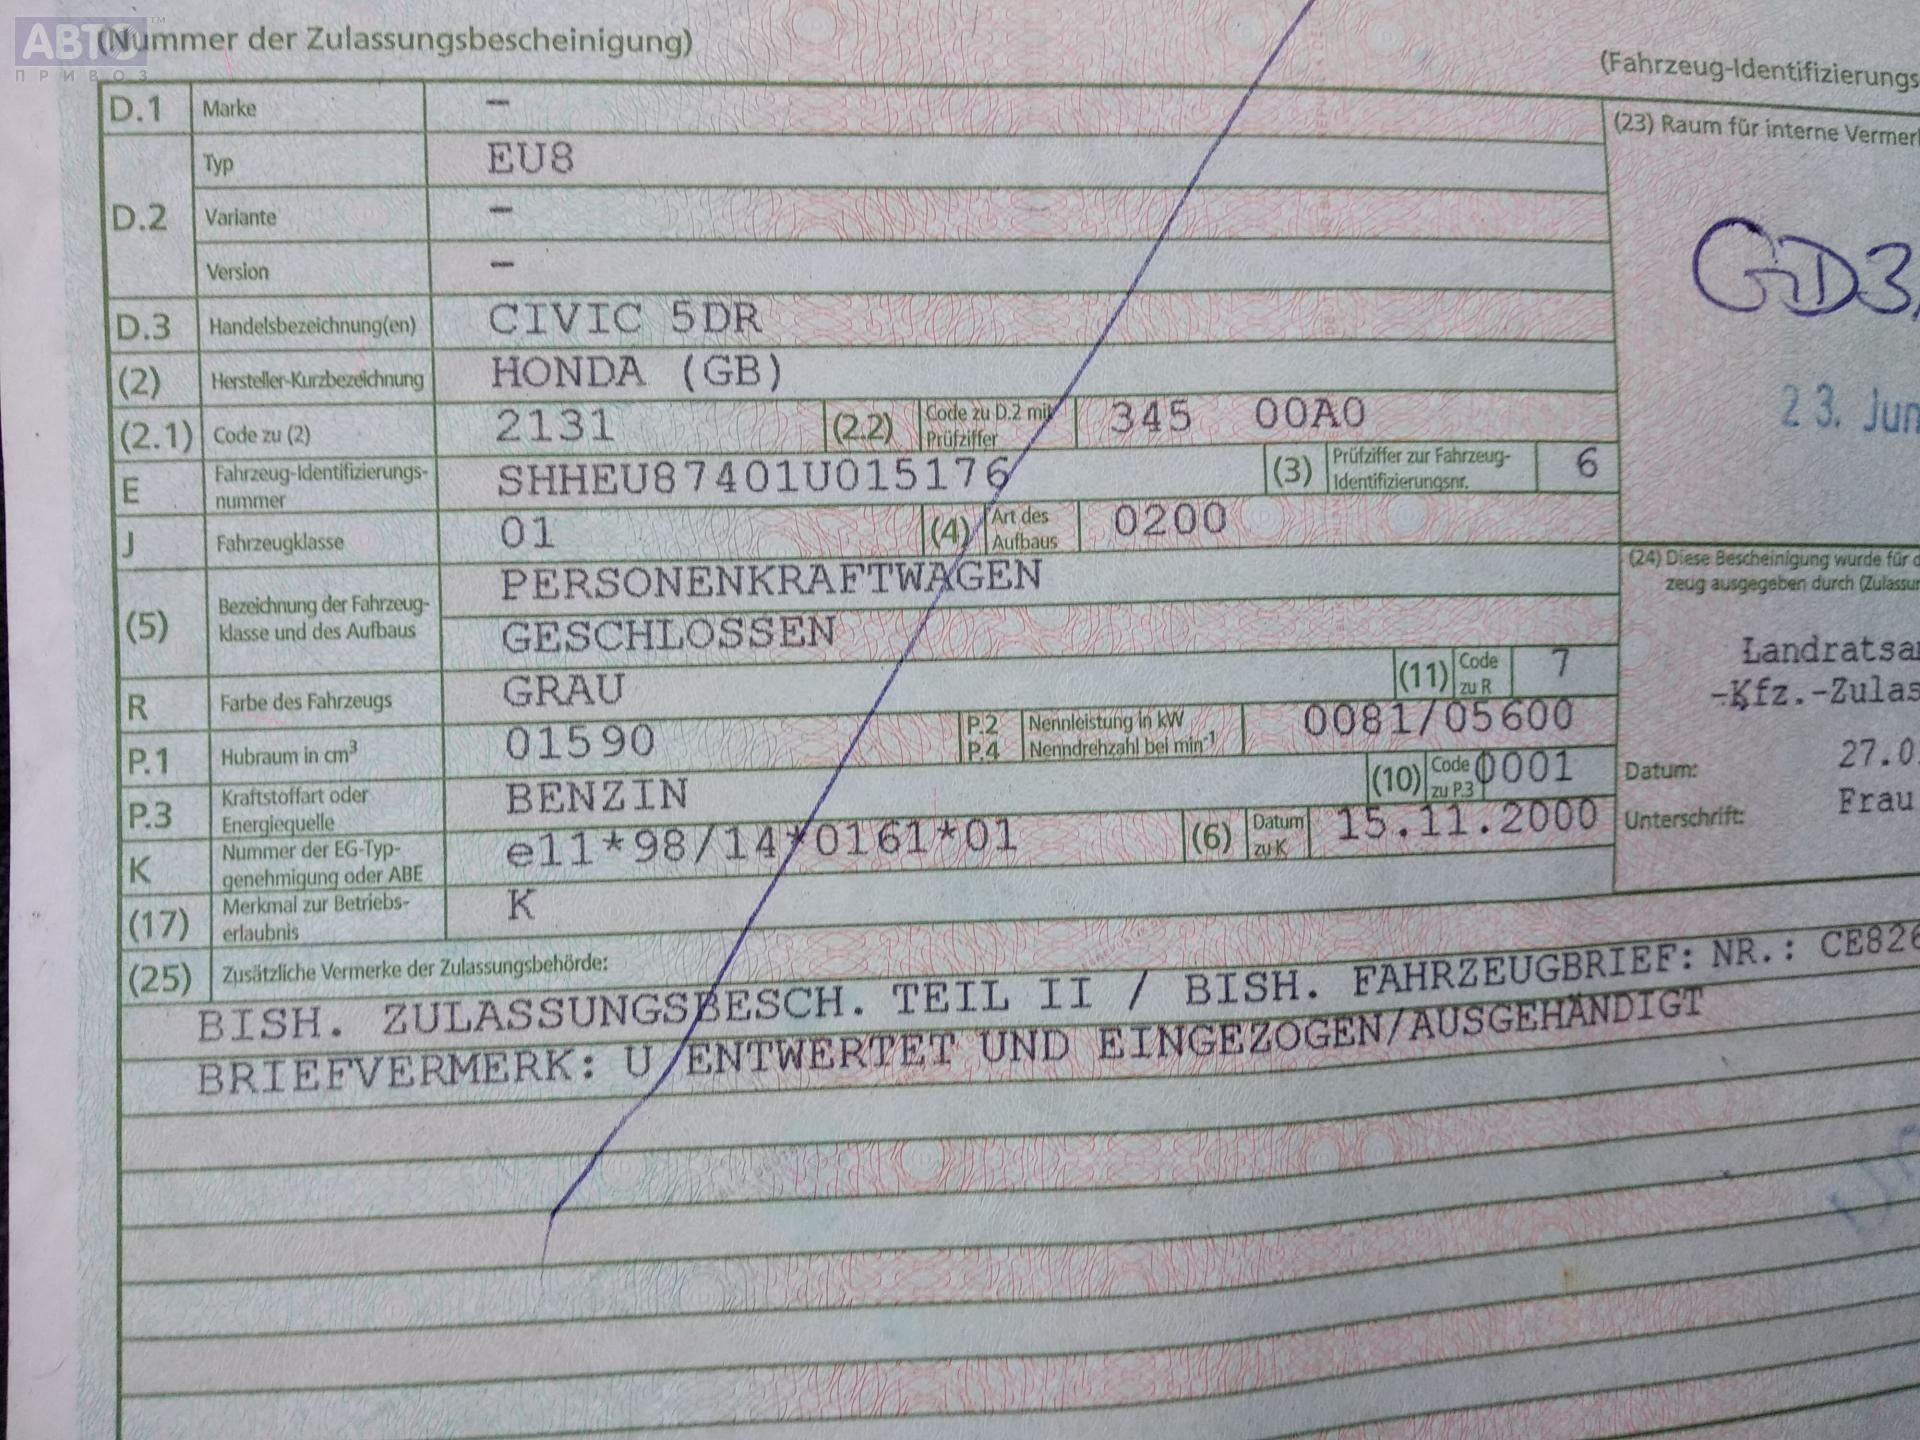 АВТО™
ПРИВОЗ
(Nummer der Zulassungsbescheinigung)
(Fahrzeug-Identifizierungs
D.1 Marke –
(23) Raum für interne Vermer
D.2 Typ EU8
Variante –
Version –
GD3
D.3 Handelsbezeichnung(en) CIVIC 5DR
(2) Hersteller-Kurzbezeichnung HONDA (GB)
23. Jun
(2.1) Code zu (2) 2131 (2.2) Code zu D.2 mit Prüfziffer 345 00A0
E Fahrzeug-Identifizierungs-
nummer SHHEU87401U015176 (3) Prüfziffer zur Fahrzeug-
Identifizierungsnr. 6
J Fahrzeugklasse 01 (4) Art des Aufbaus 0200
(24) Diese Bescheinigung wurde für d
zeug ausgegeben durch (Zulassun
(5) Bezeichnung der Fahrzeug-
klasse und des Aufbaus
PERSONENKRAFTWAGEN
GESCHLOSSEN
Landratsa
-Kfz.-Zulas
R Farbe des Fahrzeugs GRAU (11) Code zu R 7
P.1 Hubraum in cm³ 01590 P.2 Nennleistung in kW
P.4 Nenndrehzahl bei min⁻¹ 0081/05600
P.3 Kraftstoffart oder
Energiequelle BENZIN (10) Code zu P.3 0001
Datum: 27.0
Unterschrift: Frau
K Nummer der EG-Typ-
genehmigung oder ABE e11*98/14*0161*01 (6) Datum zu K 15.11.2000
(17) Merkmal zur Betriebs-
erlaubnis K
(25) Zusätzliche Vermerke der Zulassungsbehörde:
BISH. ZULASSUNGSBESCH. TEIL II / BISH. FAHRZEUGBRIEF: NR.: CE826
BRIEFVERMERK: U ENTWERTET UND EINGEZOGEN/AUSGEHÄNDIGT